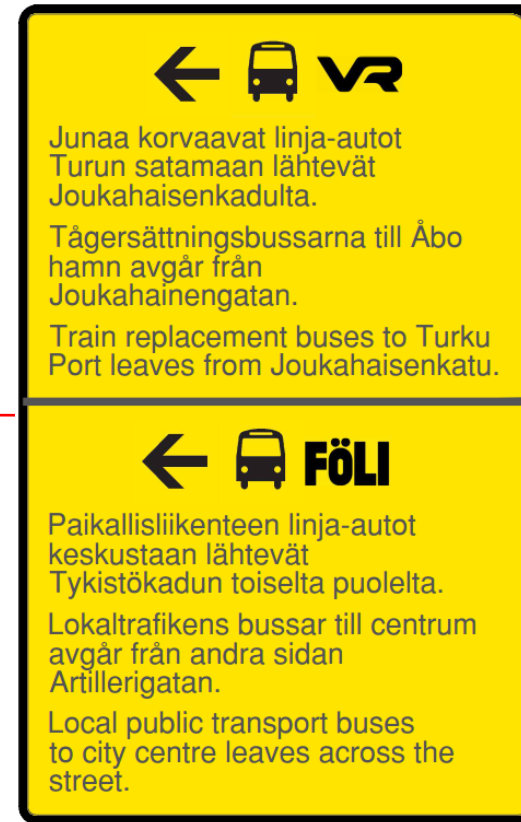 VR
Junaa korvaavat linja-autot
Turun satamaan lähtevät
Joukahaisenkadulta.
Tågersättningsbussarna till Åbo
hamn avgår från
Joukahainengatan.
Train replacement buses to Turku
Port leaves from Joukahaisenkatu.
FÖLI
Paikallisliikenteen linja-autot
keskustaan lähtevät
Tykistökadun toiselta puolelta.
Lokaltrafikens bussar till centrum
avgår från andra sidan
Artillerigatan.
Local public transport buses
to city centre leaves across the
street.